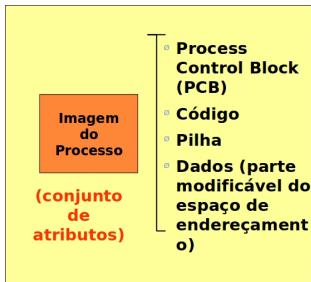 Imagem
do
Processo
(conjunto
de
atributos)
Process
Control Block
(PCB)
Código
Pilha
Dados (parte
modificável do
espaço de
endereçament
o)